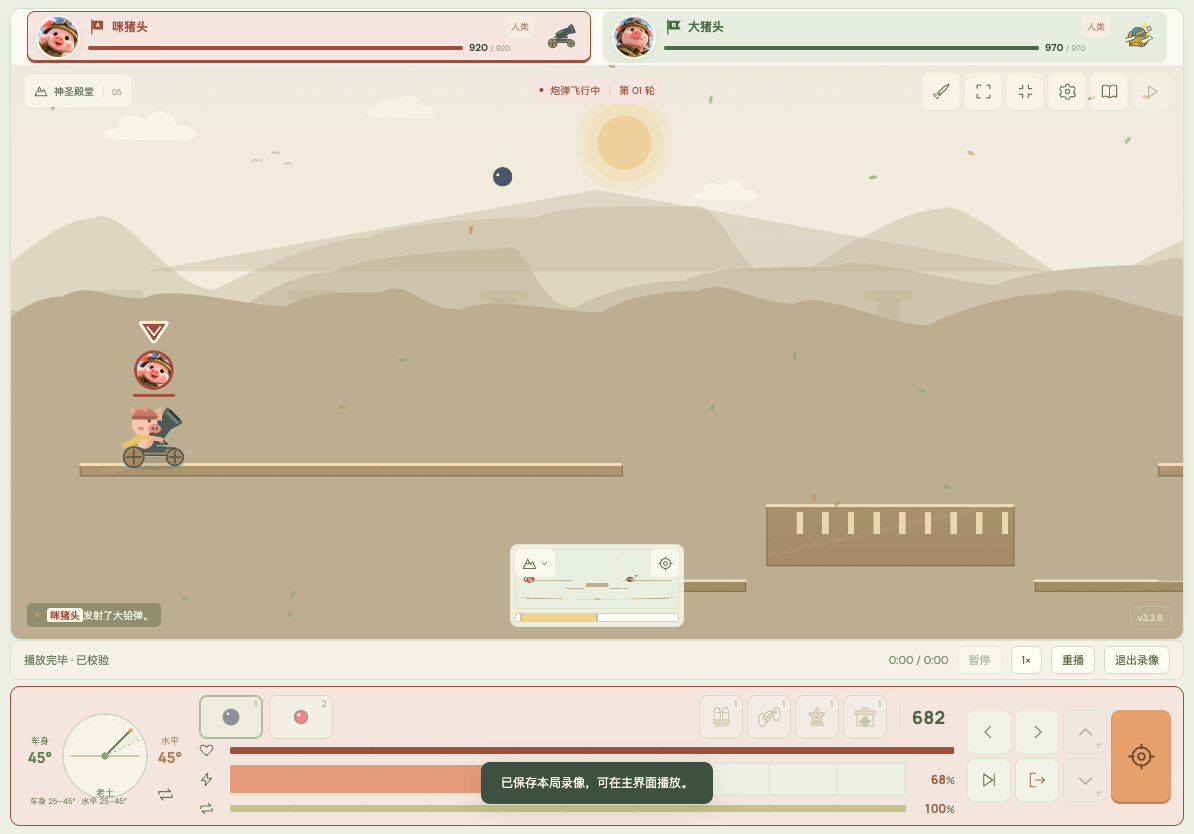 咪猪头
人类
920 / 920
大猪头
人类
970 / 970
神圣殿堂 05
炮弹飞行中 | 第 01 轮
咪猪头发射了大铅弹。
v3.2.6
播放完毕 · 已校验
0:00 / 0:00
暂停
1×
重播
退出录像
车身
45°
水平
45°
老土
车身 25–45° · 水平 25–45°
1
2
1
1
1
1
682
68%
100%
1°
1°
已保存本局录像，可在主界面播放。